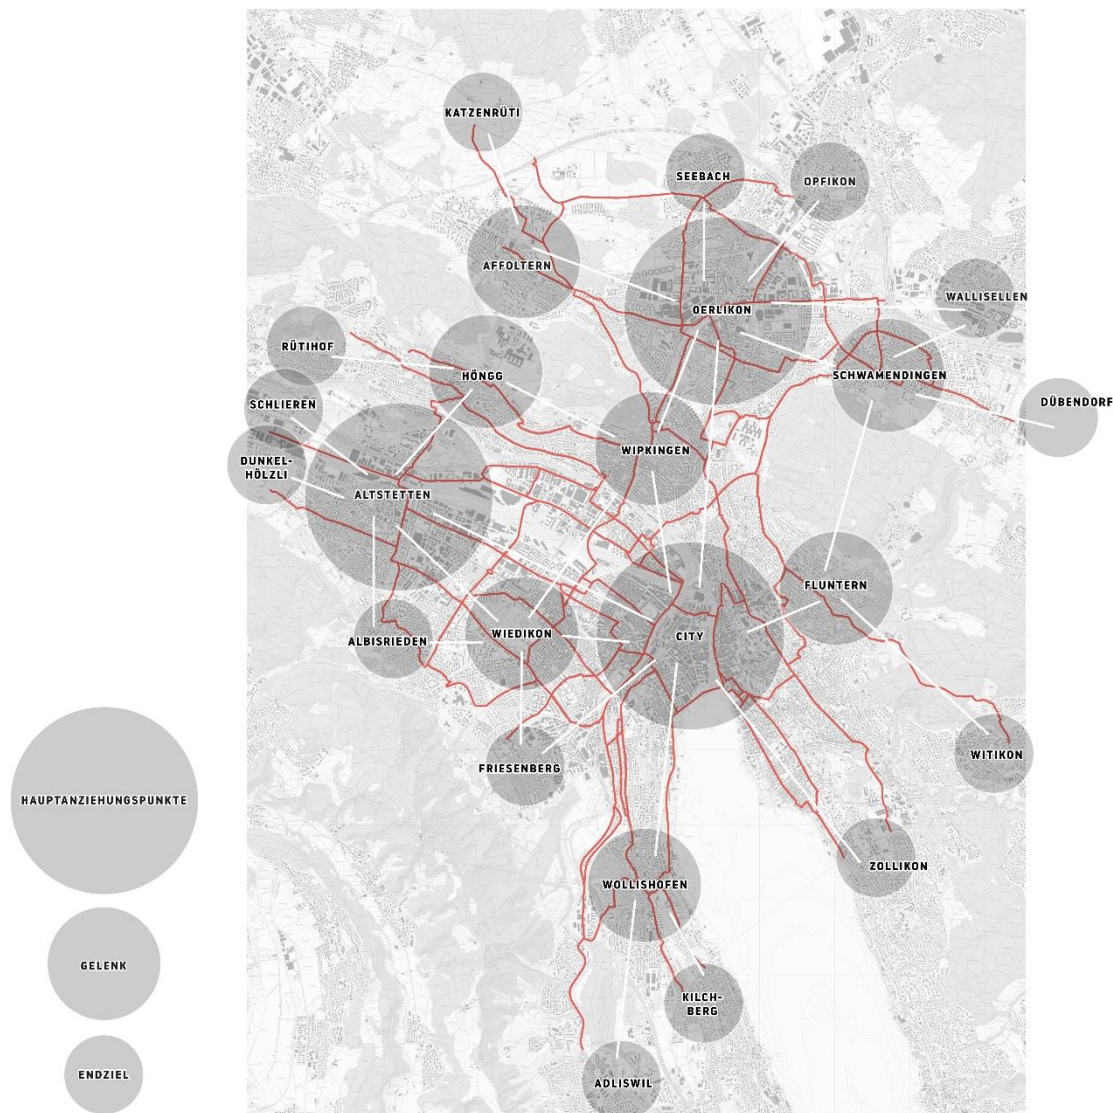 KATZENRÜTI
SEEBACH
OPFIKON
AFFOLTERN
WALLISELLEN
OERLIKON
RÜTIHOF
HÖNGG
SCHWAMENDINGEN
SCHLIEREN
DÜBENDORF
WIPKINGEN
DUNKEL-
HÖLZLI
ALTSTETTEN
FLUNTERN
WIEDIKON
CITY
ALBISRIEDEN
WITIKON
FRIESENBERG
HAUPTANZIEHUNGSPUNKTE
ZOLLIKON
WOLLISHOFEN
GELENK
KILCH-
BERG
ENDZIEL
ADLISWIL